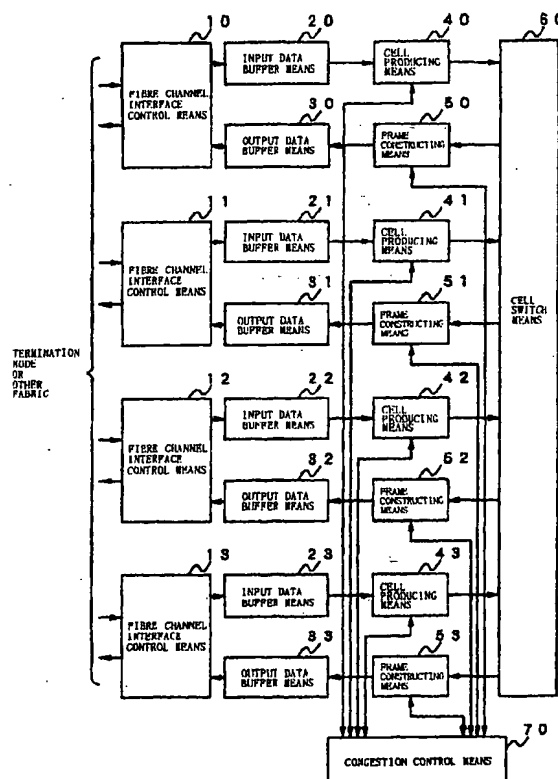 10
20
40
60
FIBRE CHANNEL
INTERFACE
CONTROL MEANS
INPUT DATA
BUFFER MEANS
CELL
PRODUCING
MEANS
30
50
OUTPUT DATA
BUFFER MEANS
FRAME
CONSTRUCTING
MEANS
11
21
41
FIBRE CHANNEL
INTERFACE
CONTROL MEANS
INPUT DATA
BUFFER MEANS
CELL
PRODUCING
MEANS
31
51
OUTPUT DATA
BUFFER MEANS
FRAME
CONSTRUCTING
MEANS
CELL
SWITCH
MEANS
TERMINATION
NODE
OR
OTHER
FABRIC
12
22
42
FIBRE CHANNEL
INTERFACE
CONTROL MEANS
INPUT DATA
BUFFER MEANS
CELL
PRODUCING
MEANS
32
52
OUTPUT DATA
BUFFER MEANS
FRAME
CONSTRUCTING
MEANS
13
23
43
FIBRE CHANNEL
INTERFACE
CONTROL MEANS
INPUT DATA
BUFFER MEANS
CELL
PRODUCING
MEANS
33
53
OUTPUT DATA
BUFFER MEANS
FRAME
CONSTRUCTING
MEANS
70
CONGESTION CONTROL MEANS